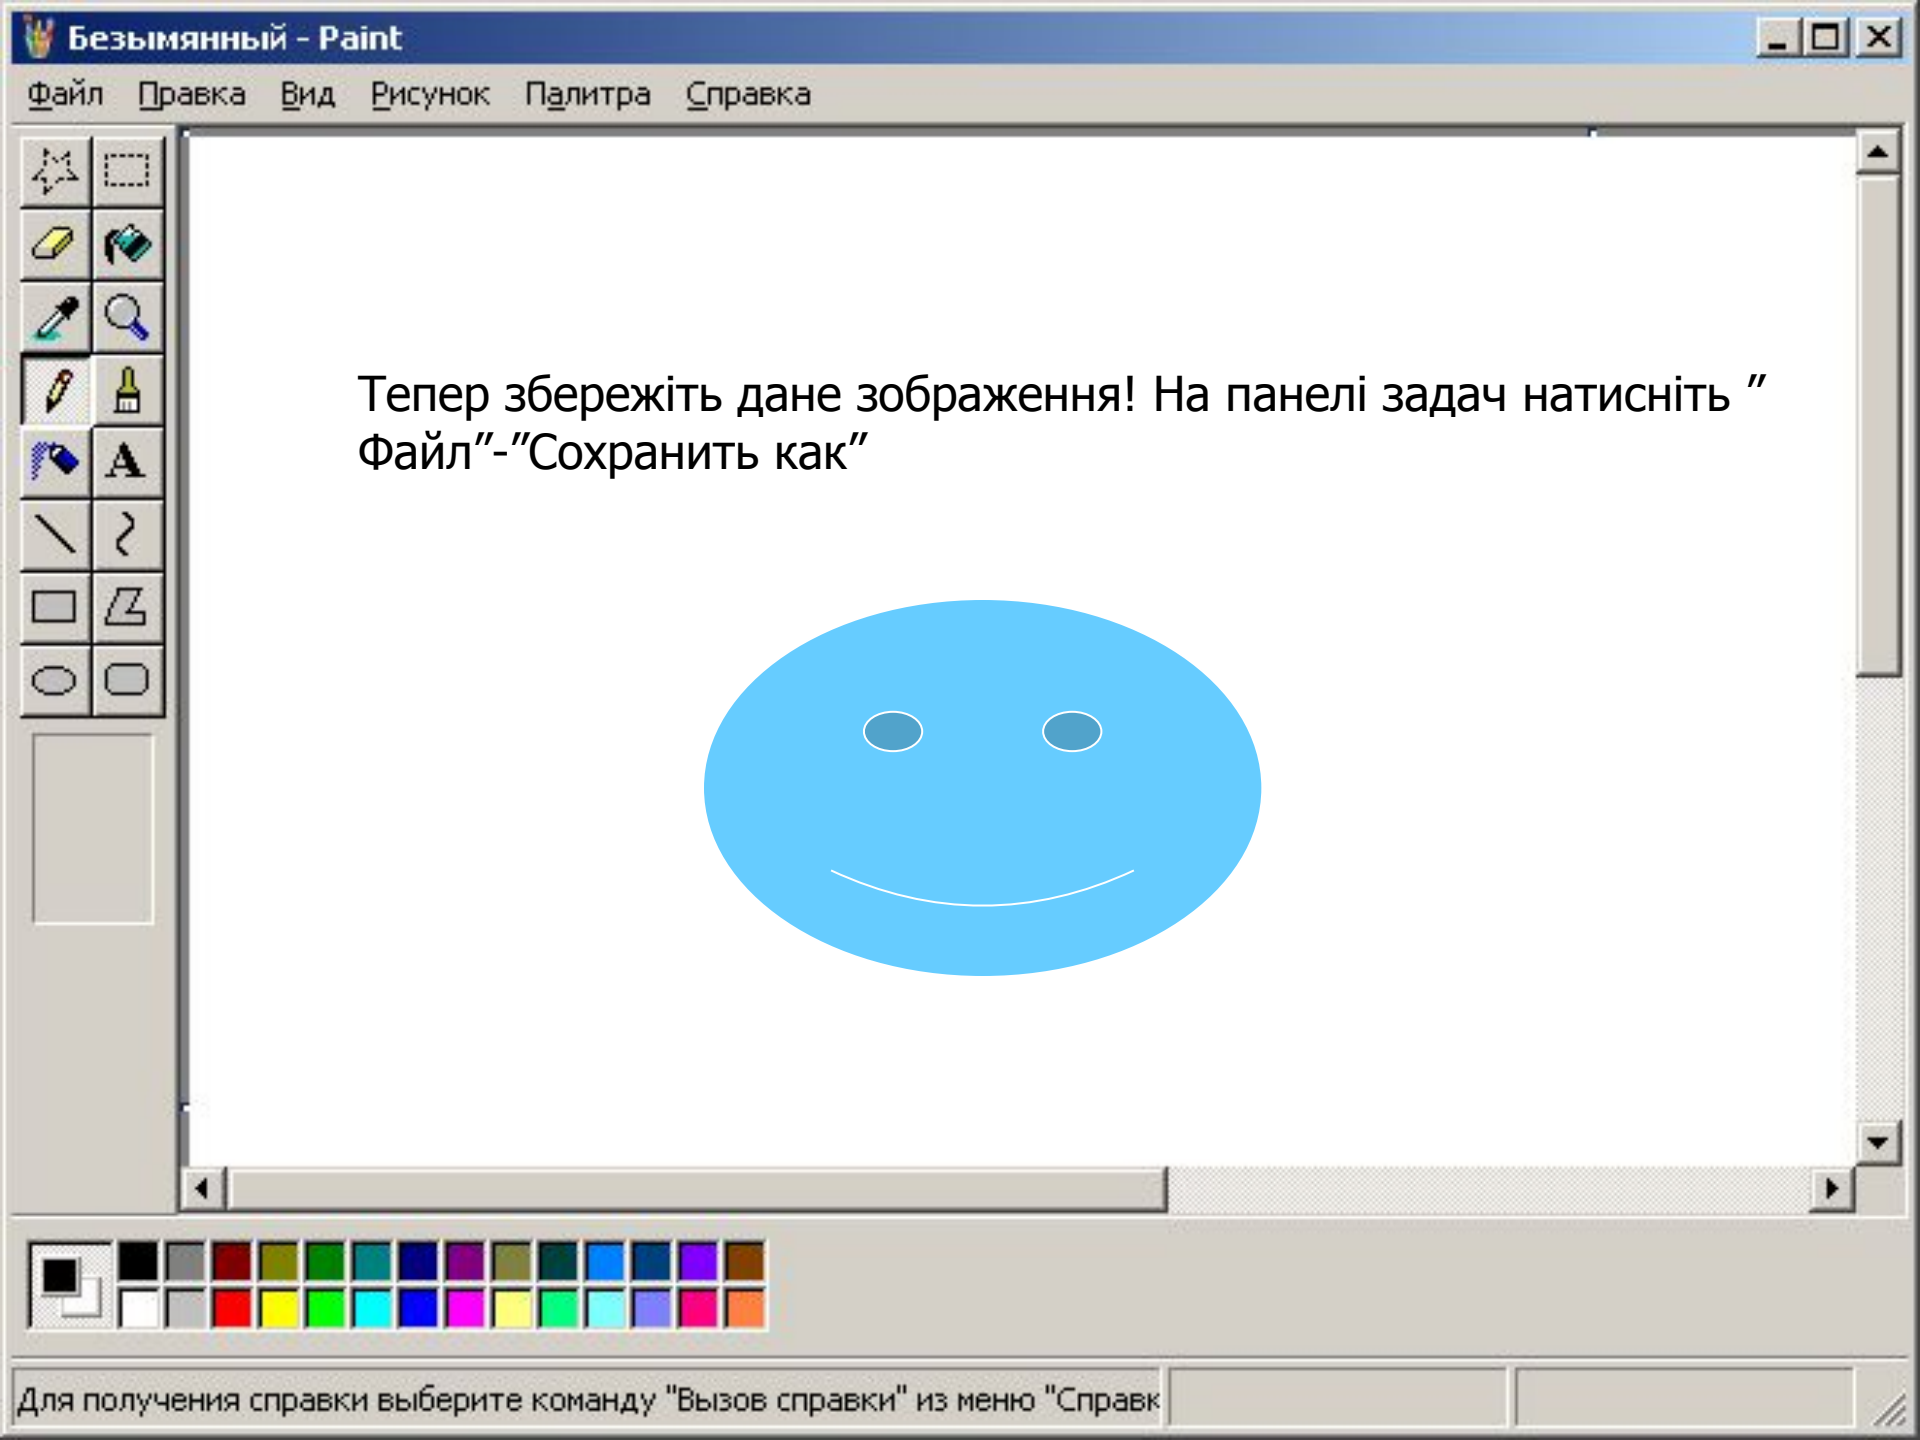 Безымянный - Paint
Файл Правка Вид Рисунок Палитра Справка
A
Тепер збережіть дане зображення! На панелі задач натисніть ”
Файл”-”Сохранить как”
Для получения справки выберите команду "Вызов справки" из меню "Справк